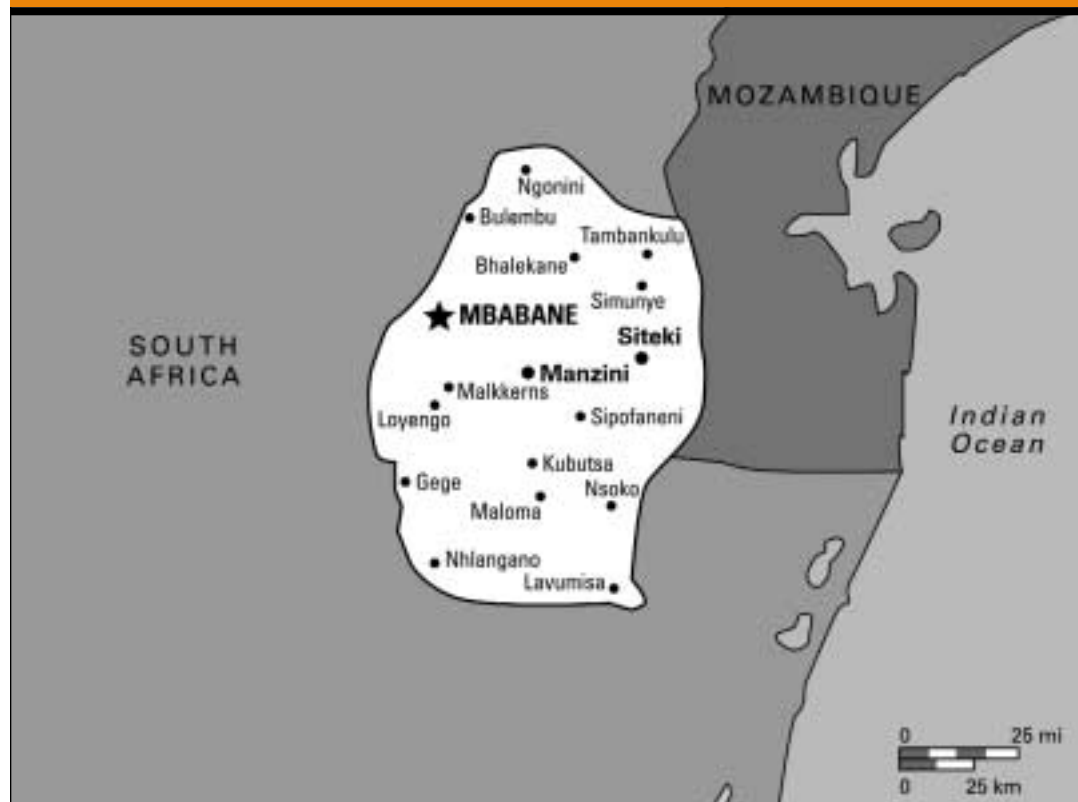 MOZAMBIQUE
Ngonini
Bulembu
Tambankulu
Bhalekane
Simunye
MBABANE
Siteki
SOUTH
AFRICA
Manzini
Malkkerns
Loyengo
Sipofaneni
Indian
Ocean
Kubutsa
Gege
Nsoko
Maloma
Nhlangano
Lavumisa
0 25 mi
0 25 km